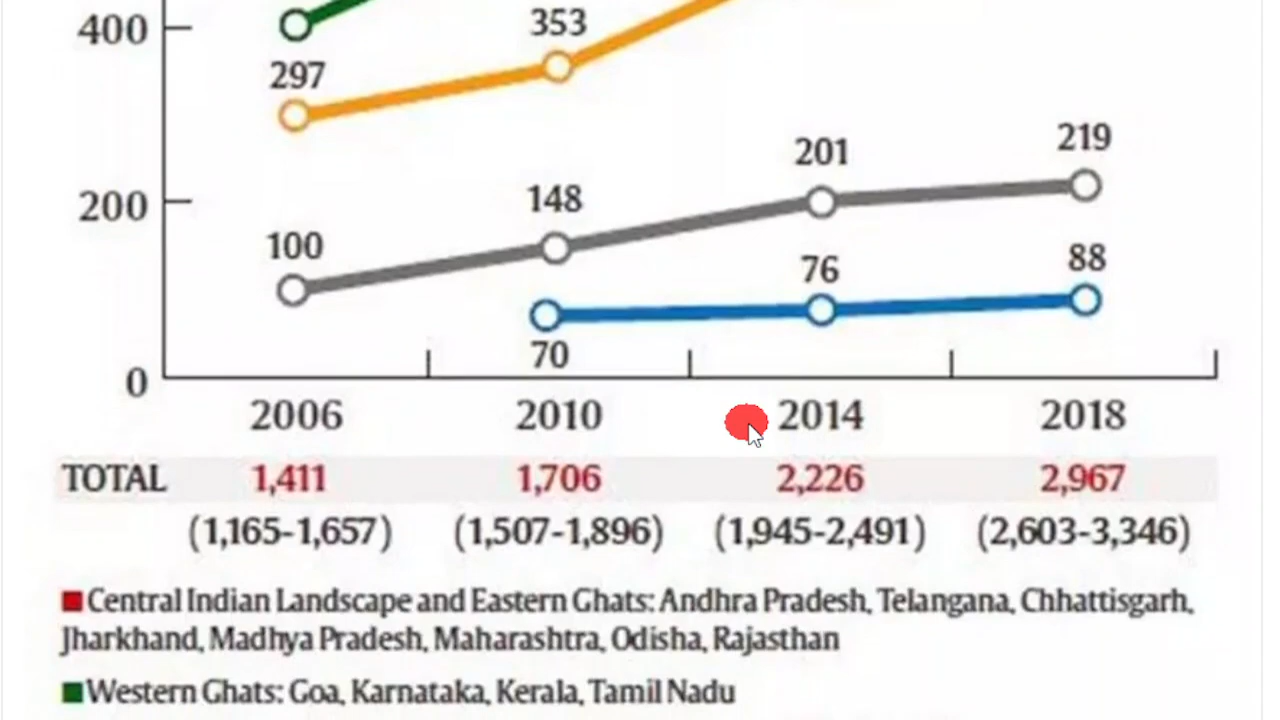 400
353
297
219
201
200
148
100
88
76
70
0
2006 2010 2014 2018
TOTAL 1,411 1,706 2,226 2,967
(1,165-1,657) (1,507-1,896) (1,945-2,491) (2,603-3,346)
Central Indian Landscape and Eastern Ghats: Andhra Pradesh, Telangana, Chhattisgarh,
Jharkhand, Madhya Pradesh, Maharashtra, Odisha, Rajasthan
Western Ghats: Goa, Karnataka, Kerala, Tamil Nadu